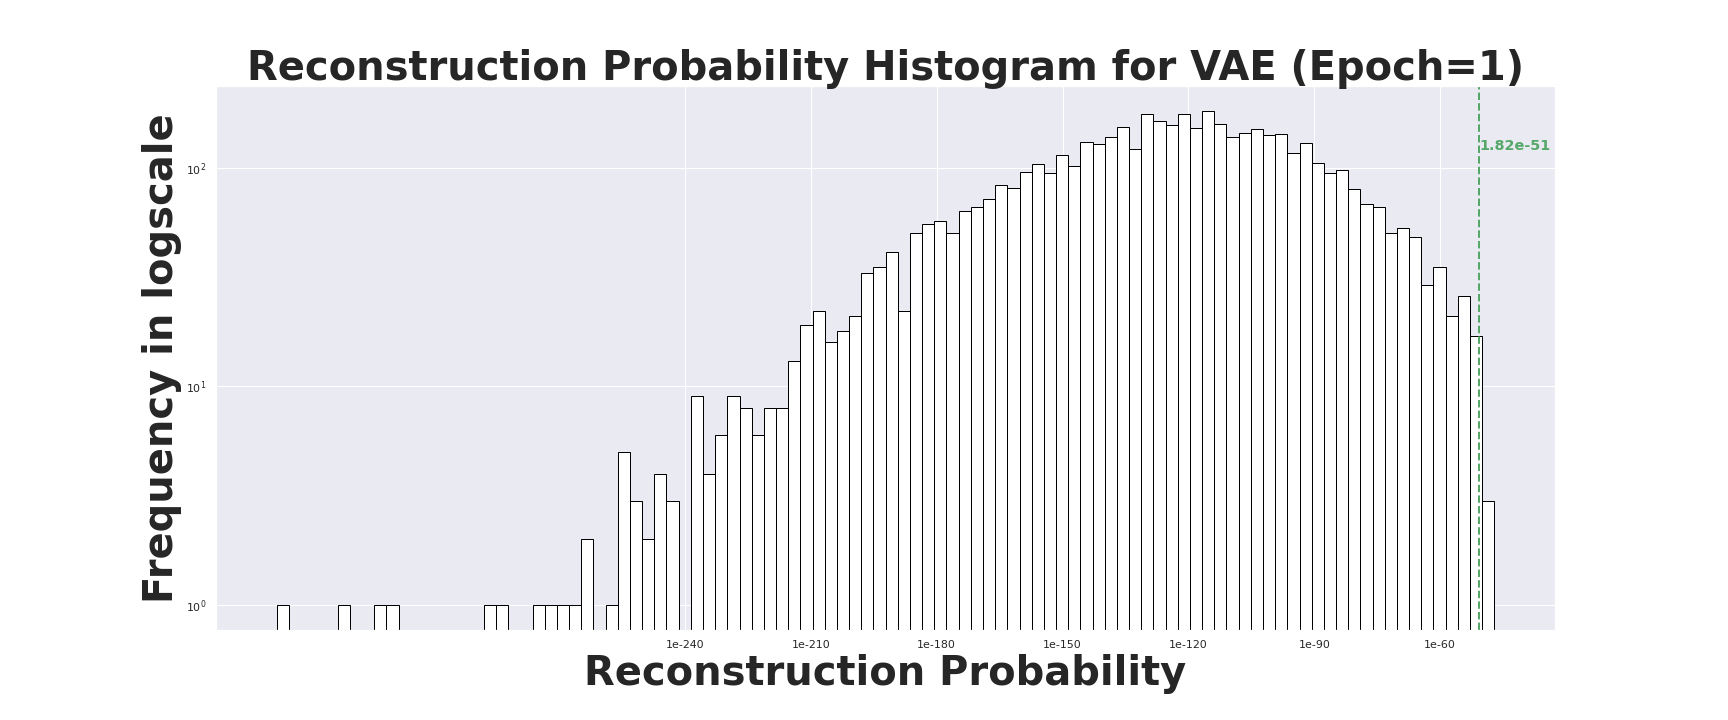 Reconstruction Probability Histogram for VAE (Epoch=1)
Frequency in logscale
10²
10¹
10⁰
1.82e-51
1e-240 1e-210 1e-180 1e-150 1e-120 1e-90 1e-60
Reconstruction Probability